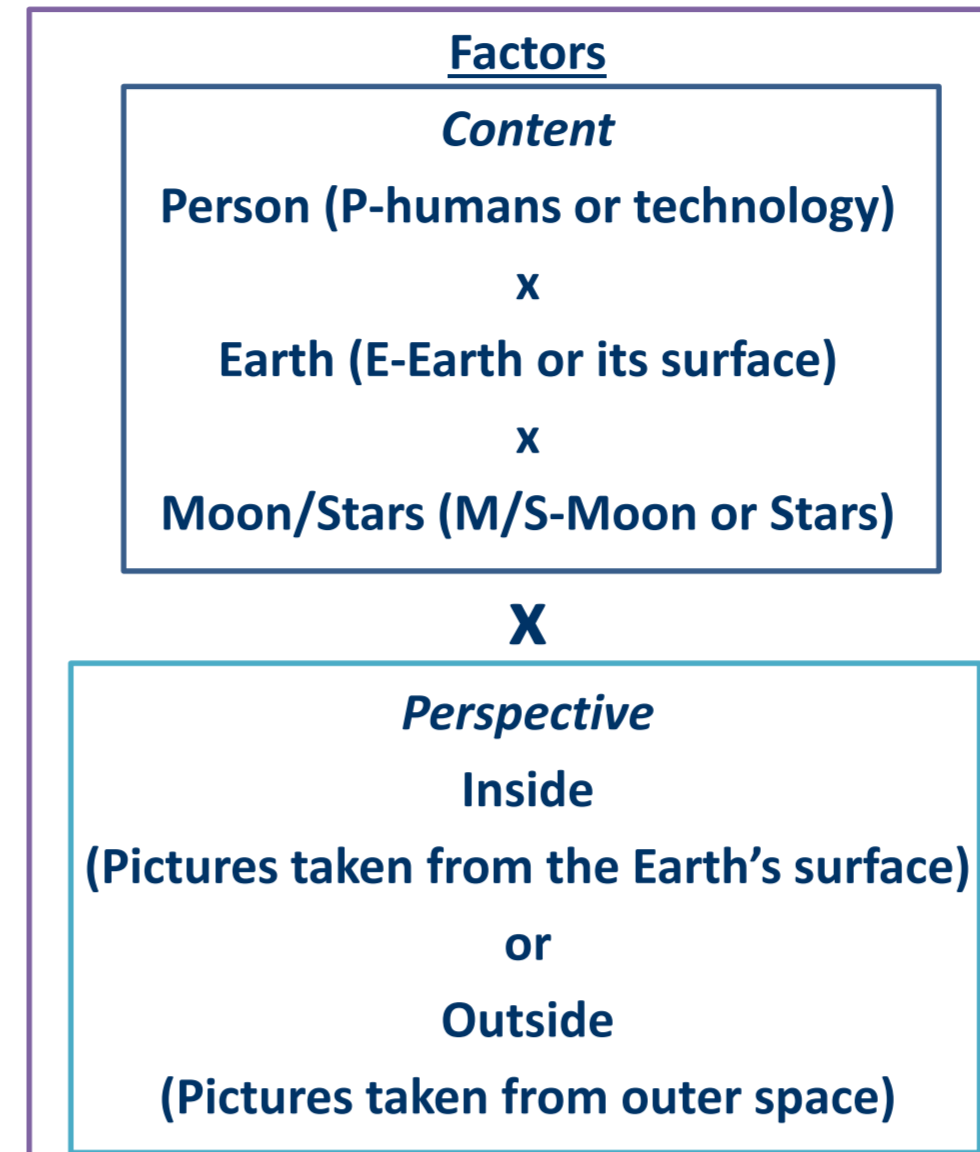 Factors
Content
Person (P-humans or technology)
x
Earth (E-Earth or its surface)
x
Moon/Stars (M/S-Moon or Stars)
X
Perspective
Inside
(Pictures taken from the Earth’s surface)
or
Outside
(Pictures taken from outer space)